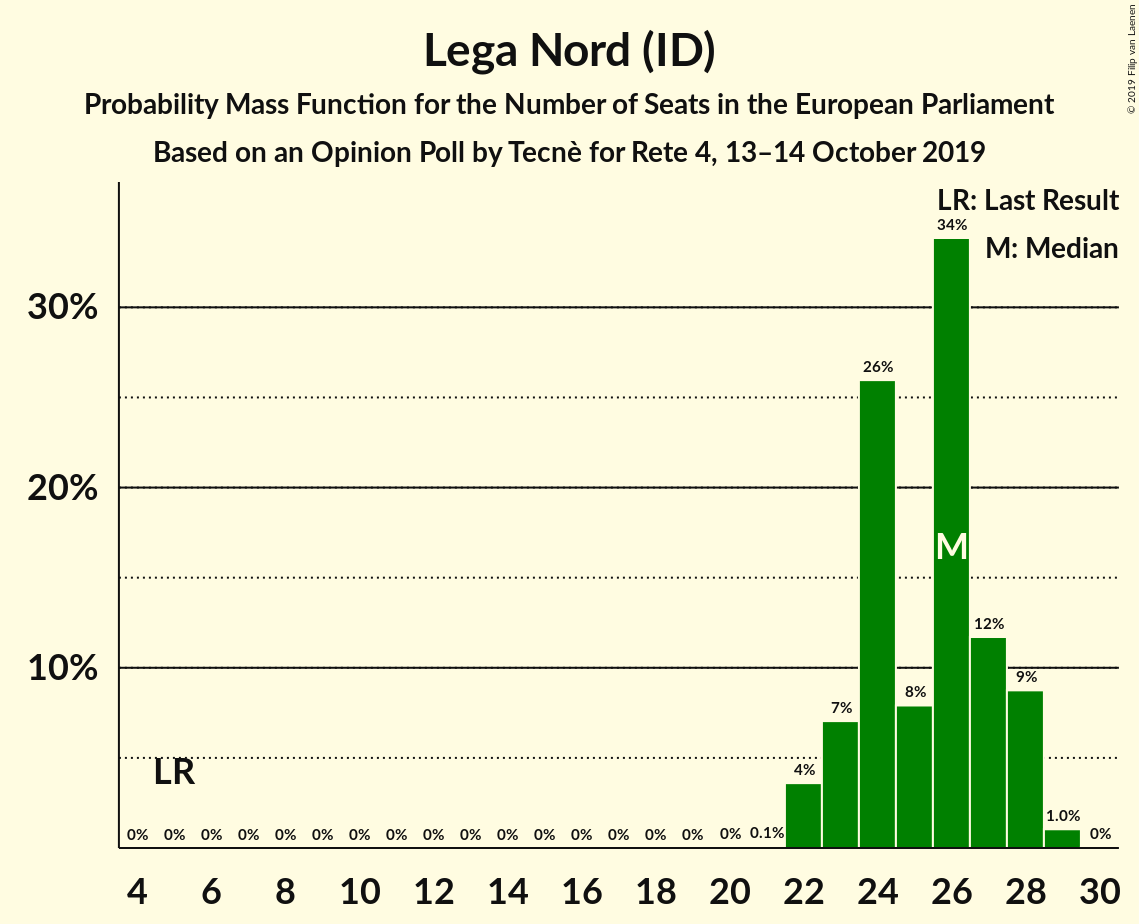 Lega Nord (ID)
Probability Mass Function for the Number of Seats in the European Parliament
Based on an Opinion Poll by Tecnè for Rete 4, 13–14 October 2019
© 2019 Filip van Laenen
LR: Last Result
M: Median
30%
20%
10%
34%
26%
M
12%
9%
8%
7%
4%
LR
1.0%
0% 0% 0% 0% 0% 0% 0% 0% 0% 0% 0% 0% 0% 0% 0% 0% 0% 0.1% 0%
4 6 8 10 12 14 16 18 20 22 24 26 28 30